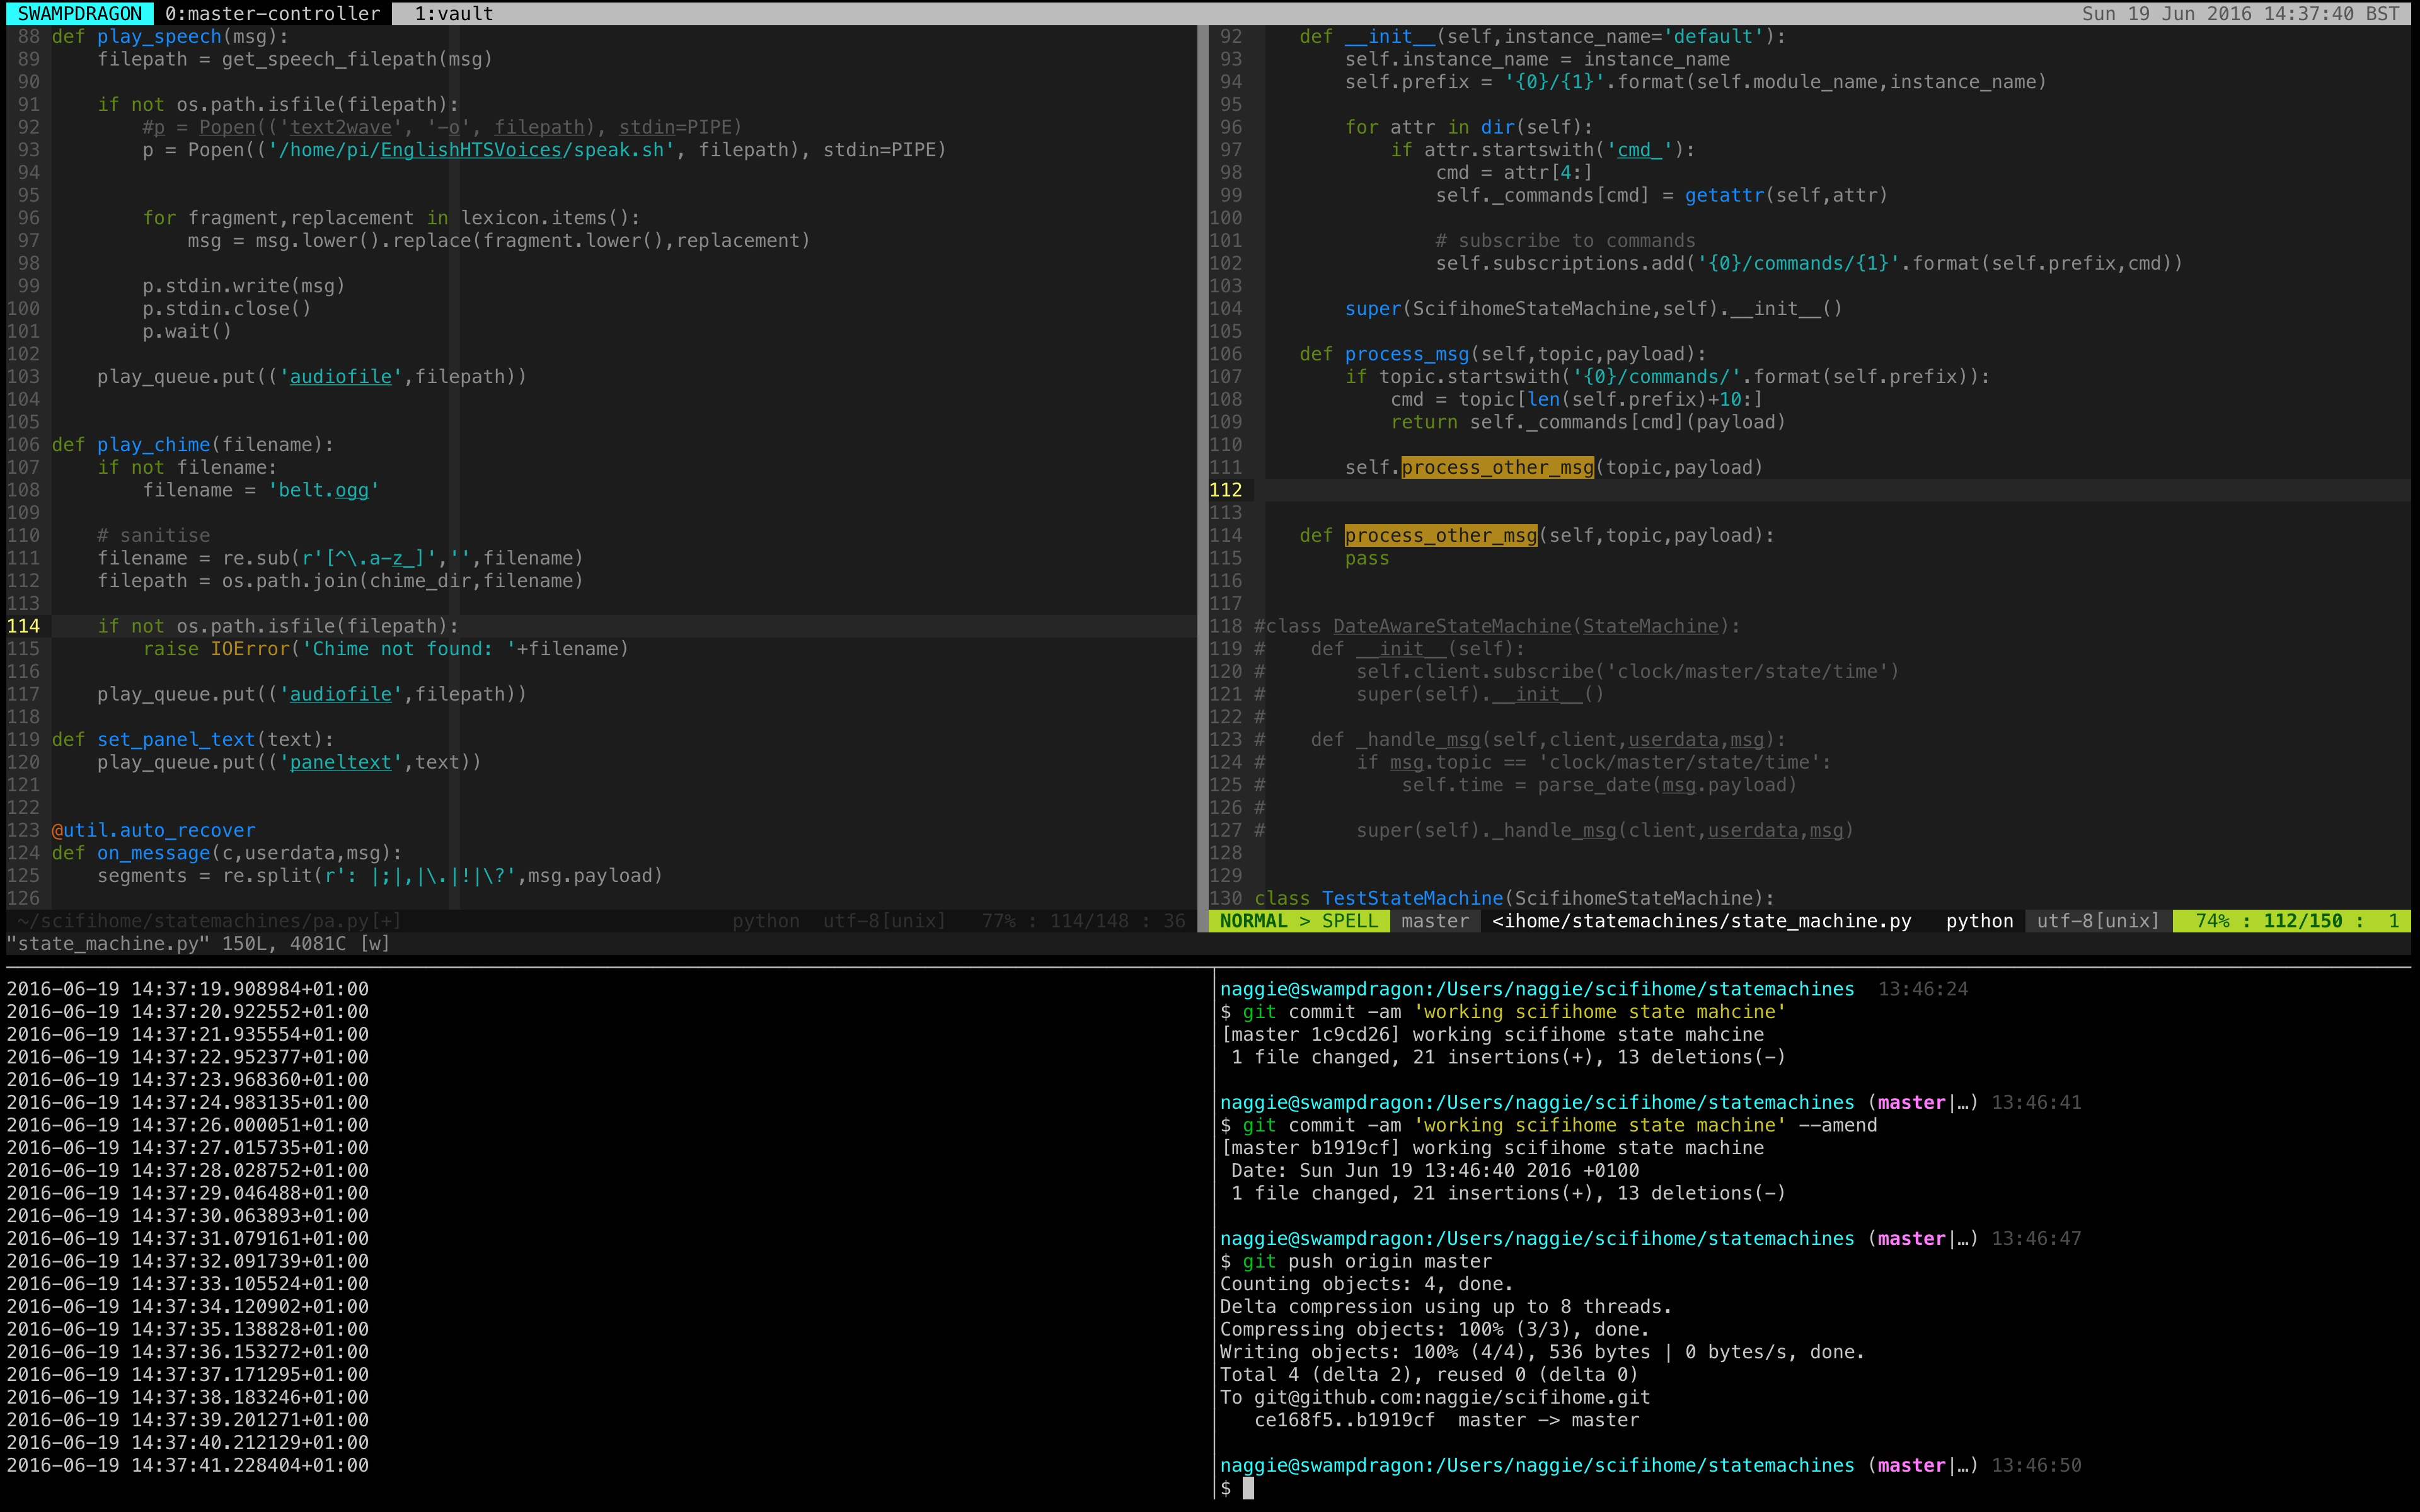 SWAMPDRAGON 0:master-controller 1:vault Sun 19 Jun 2016 14:37:40 BST
88 def play_speech(msg):
89     filepath = get_speech_filepath(msg)
90
91     if not os.path.isfile(filepath):
92         #p = Popen(('text2wave', '-o', filepath), stdin=PIPE)
93         p = Popen(('/home/pi/EnglishHTSVoices/speak.sh', filepath), stdin=PIPE)
94
95
96         for fragment,replacement in lexicon.items():
97             msg = msg.lower().replace(fragment.lower(),replacement)
98
99         p.stdin.write(msg)
100         p.stdin.close()
101         p.wait()
102
103     play_queue.put(('audiofile',filepath))
104
105
106 def play_chime(filename):
107     if not filename:
108         filename = 'belt.ogg'
109
110     # sanitise
111     filename = re.sub(r'[^\.a-z_]','',filename)
112     filepath = os.path.join(chime_dir,filename)
113
114     if not os.path.isfile(filepath):
115         raise IOError('Chime not found: '+filename)
116
117     play_queue.put(('audiofile',filepath))
118
119 def set_panel_text(text):
120     play_queue.put(('paneltext',text))
121
122
123 @util.auto_recover
124 def on_message(c,userdata,msg):
125     segments = re.split(r': |;|,|\.|!|\?',msg.payload)
126
~/scifihome/statemachines/pa.py[+] python utf-8[unix] 77% : 114/148 : 36
92     def __init__(self,instance_name='default'):
93         self.instance_name = instance_name
94         self.prefix = '{0}/{1}'.format(self.module_name,instance_name)
95
96         for attr in dir(self):
97             if attr.startswith('cmd_'):
98                 cmd = attr[4:]
99                 self._commands[cmd] = getattr(self,attr)
100
101                 # subscribe to commands
102                 self.subscriptions.add('{0}/commands/{1}'.format(self.prefix,cmd))
103
104         super(ScifihomeStateMachine,self).__init__()
105
106     def process_msg(self,topic,payload):
107         if topic.startswith('{0}/commands/'.format(self.prefix)):
108             cmd = topic[len(self.prefix)+10:]
109             return self._commands[cmd](payload)
110
111         self.process_other_msg(topic,payload)
112
113
114     def process_other_msg(self,topic,payload):
115         pass
116
117
118 #class DateAwareStateMachine(StateMachine):
119 #    def __init__(self):
120 #        self.client.subscribe('clock/master/state/time')
121 #        super(self).__init__()
122 #
123 #    def _handle_msg(self,client,userdata,msg):
124 #        if msg.topic == 'clock/master/state/time':
125 #            self.time = parse_date(msg.payload)
126 #
127 #        super(self)._handle_msg(client,userdata,msg)
128
129
130 class TestStateMachine(ScifihomeStateMachine):
NORMAL > SPELL master <ihome/statemachines/state_machine.py python utf-8[unix] 74% : 112/150 : 1
"state_machine.py" 150L, 4081C [w]
2016-06-19 14:37:19.908984+01:00
2016-06-19 14:37:20.922552+01:00
2016-06-19 14:37:21.935554+01:00
2016-06-19 14:37:22.952377+01:00
2016-06-19 14:37:23.968360+01:00
2016-06-19 14:37:24.983135+01:00
2016-06-19 14:37:26.000051+01:00
2016-06-19 14:37:27.015735+01:00
2016-06-19 14:37:28.028752+01:00
2016-06-19 14:37:29.046488+01:00
2016-06-19 14:37:30.063893+01:00
2016-06-19 14:37:31.079161+01:00
2016-06-19 14:37:32.091739+01:00
2016-06-19 14:37:33.105524+01:00
2016-06-19 14:37:34.120902+01:00
2016-06-19 14:37:35.138828+01:00
2016-06-19 14:37:36.153272+01:00
2016-06-19 14:37:37.171295+01:00
2016-06-19 14:37:38.183246+01:00
2016-06-19 14:37:39.201271+01:00
2016-06-19 14:37:40.212129+01:00
2016-06-19 14:37:41.228404+01:00
naggie@swampdragon:/Users/naggie/scifihome/statemachines 13:46:24
$ git commit -am 'working scifihome state mahcine'
[master 1c9cd26] working scifihome state mahcine
 1 file changed, 21 insertions(+), 13 deletions(-)
naggie@swampdragon:/Users/naggie/scifihome/statemachines (master|…) 13:46:41
$ git commit -am 'working scifihome state machine' --amend
[master b1919cf] working scifihome state machine
 Date: Sun Jun 19 13:46:40 2016 +0100
 1 file changed, 21 insertions(+), 13 deletions(-)
naggie@swampdragon:/Users/naggie/scifihome/statemachines (master|…) 13:46:47
$ git push origin master
Counting objects: 4, done.
Delta compression using up to 8 threads.
Compressing objects: 100% (3/3), done.
Writing objects: 100% (4/4), 536 bytes | 0 bytes/s, done.
Total 4 (delta 2), reused 0 (delta 0)
To git@github.com:naggie/scifihome.git
   ce168f5..b1919cf  master -> master
naggie@swampdragon:/Users/naggie/scifihome/statemachines (master|…) 13:46:50
$